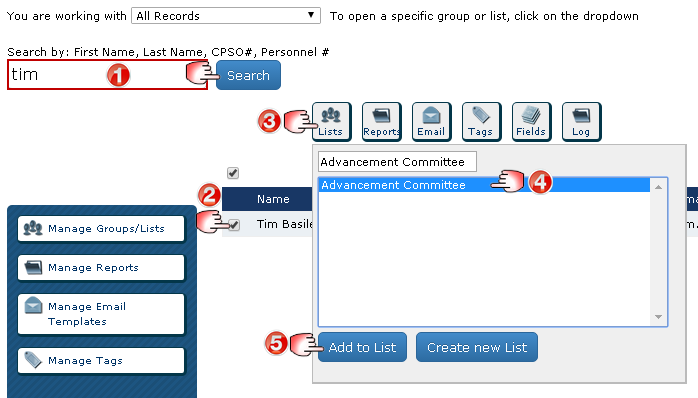 You are working with All Records To open a specific group or list, click on the dropdown
Search by: First Name, Last Name, CPSO#, Personnel #
tim 1 Search
3 Lists Reports Email Tags Fields Log
Advancement Committee
Advancement Committee 4
2 Name
Tim Basile
Manage Groups/Lists
Manage Reports
Manage Email
Templates
Manage Tags
5 Add to List Create new List